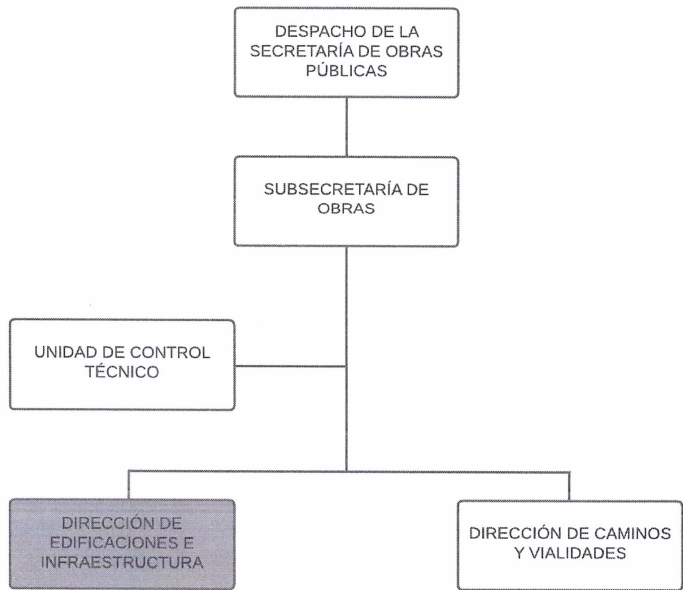 DESPACHO DE LA
SECRETARÍA DE OBRAS
PÚBLICAS
SUBSECRETARÍA DE
OBRAS
UNIDAD DE CONTROL
TÉCNICO
DIRECCIÓN DE
EDIFICACIONES E
INFRAESTRUCTURA
DIRECCIÓN DE CAMINOS
Y VIALIDADES